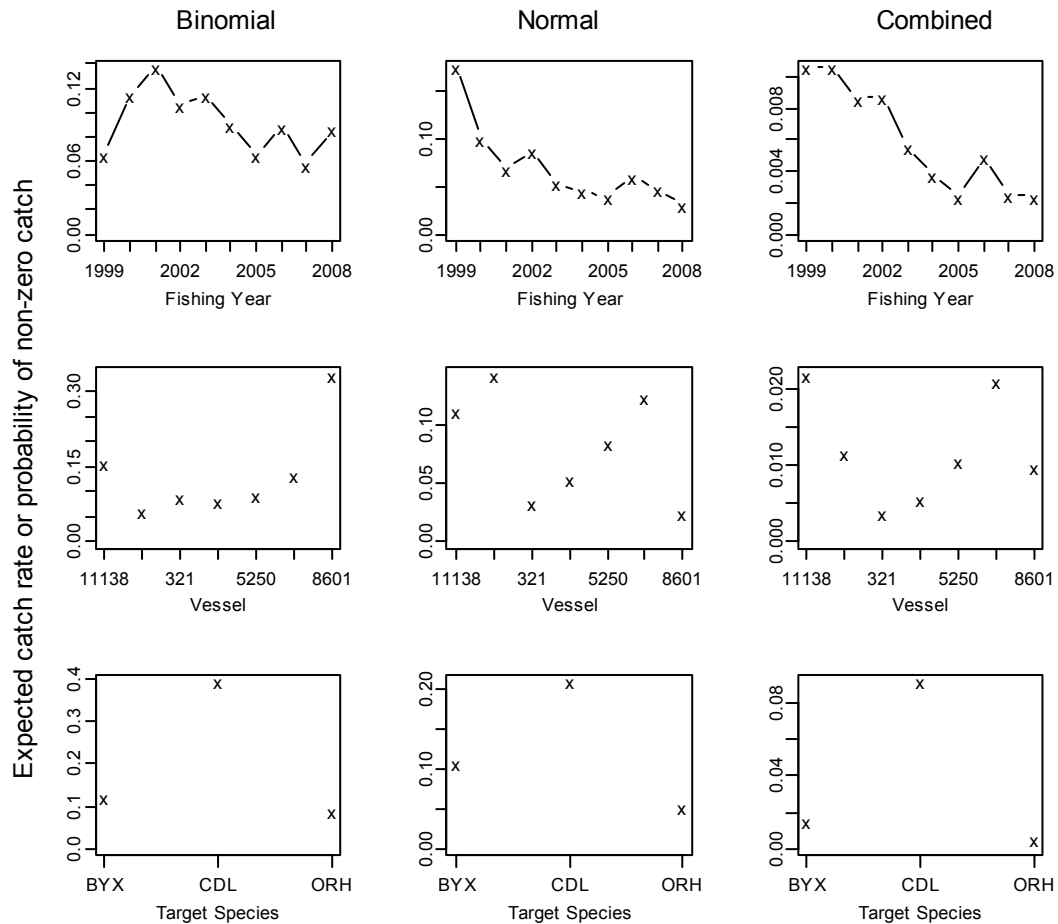 Binomial
Normal
Combined
Expected catch rate or probability of non-zero catch
0.00 0.06 0.12
1999 2002 2005 2008
Fishing Year
0.00 0.10
1999 2002 2005 2008
Fishing Year
0.000 0.004 0.008
1999 2002 2005 2008
Fishing Year
0.00 0.15 0.30
11138 321 5250 8601
Vessel
0.00 0.05 0.10
11138 321 5250 8601
Vessel
0.000 0.010 0.020
11138 321 5250 8601
Vessel
0.0 0.1 0.2 0.3 0.4
BYX CDL ORH
Target Species
0.00 0.10 0.20
BYX CDL ORH
Target Species
0.00 0.04 0.08
BYX CDL ORH
Target Species